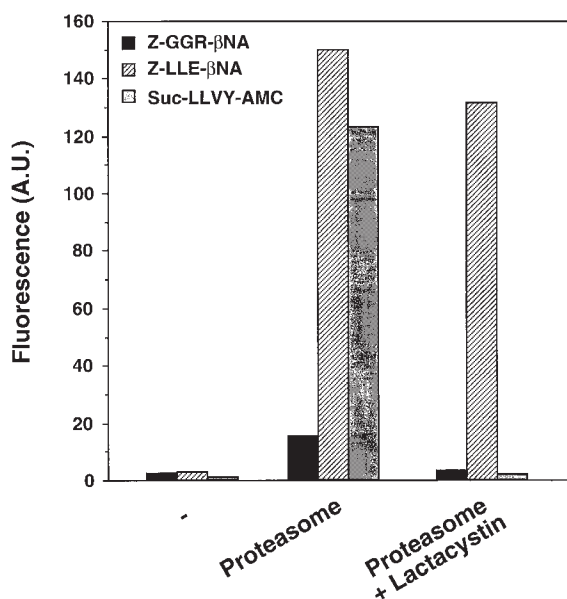 160
140
120
100
80
60
40
20
0
Fluorescence (A.U.)
Z-GGR-βNA
Z-LLE-βNA
Suc-LLVY-AMC
-
Proteasome
Proteasome
+ Lactacystin